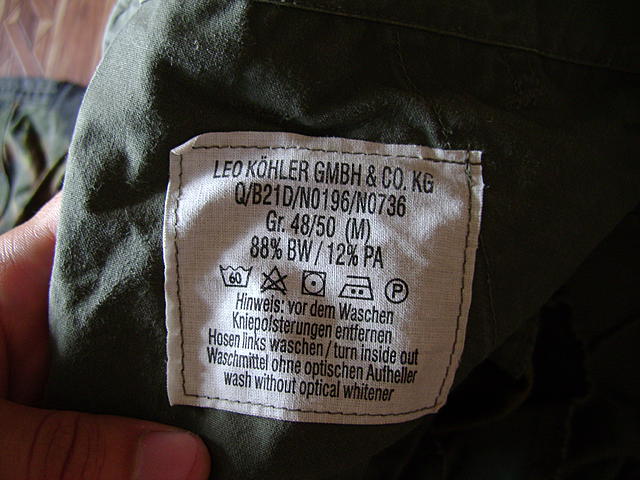 LEO KÖHLER GMBH & CO. KG
Q/B21D/N0196/N0736
Gr. 48/50 (M)
88% BW / 12% PA
60 P
Hinweis: vor dem Waschen
Kniepolsterungen entfernen
Hosen links waschen / turn inside out
Waschmittel ohne optischen Aufheller
wash without optical whitener